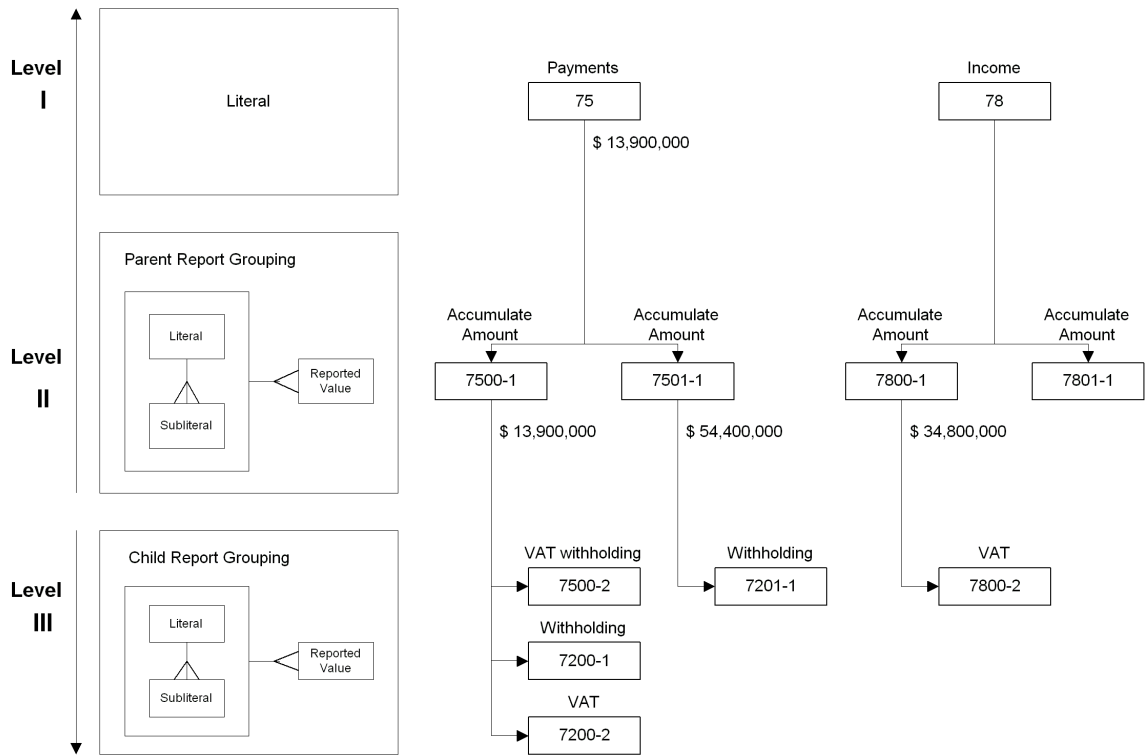 Level
I
Literal
Payments
75
$ 13,900,000
Income
78
Level
II
Parent Report Grouping
Literal
Subliteral
Reported
Value
Accumulate
Amount
7500-1
$ 13,900,000
Accumulate
Amount
7501-1
$ 54,400,000
Accumulate
Amount
7800-1
$ 34,800,000
Accumulate
Amount
7801-1
Level
III
Child Report Grouping
Literal
Subliteral
Reported
Value
VAT withholding
7500-2
Withholding
7200-1
VAT
7200-2
Withholding
7201-1
VAT
7800-2